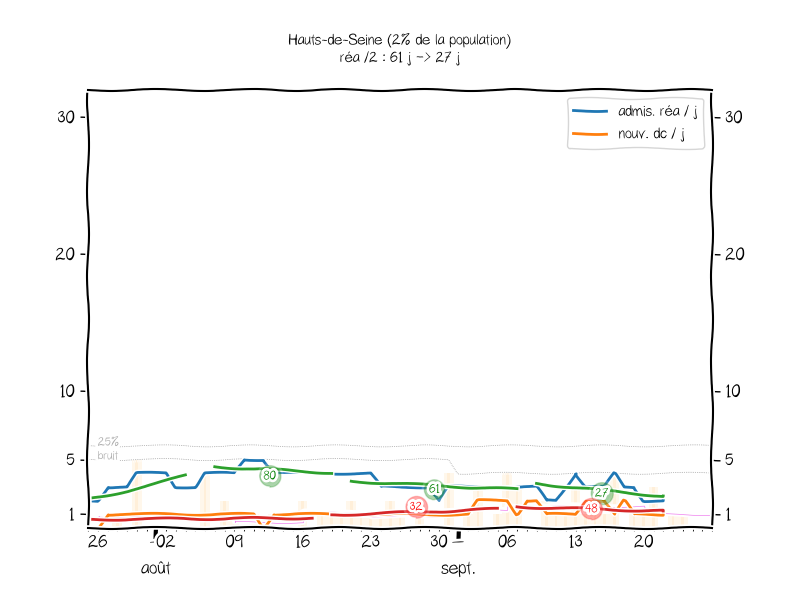 Hauts-de-Seine (2% de la population)
réa /2 : 61 j -> 27 j
admis. réa / j
nouv. dc / j
30
30
20
20
10
10
25%
bruit
5
5
80
61
27
32
48
1
1
26 02 09 16 23 30 06 13 20
août sept.